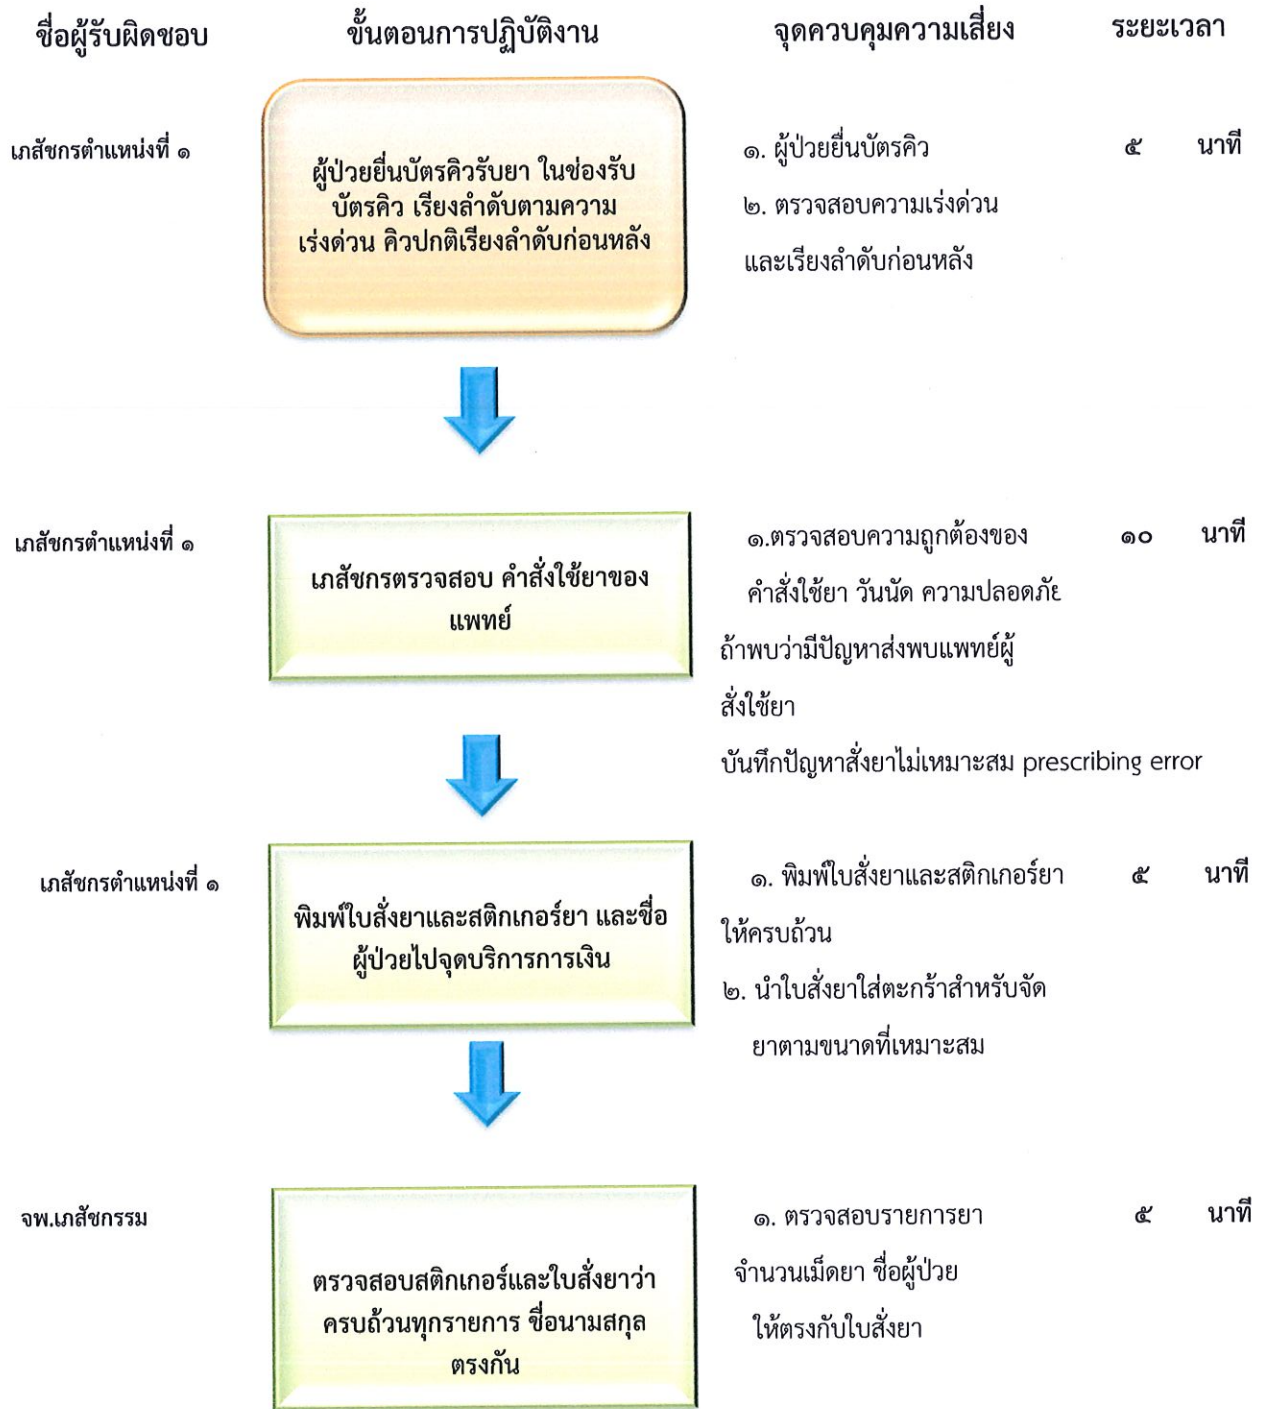 ชื่อผู้รับผิดชอบ ขั้นตอนการปฏิบัติงาน จุดควบคุมความเสี่ยง ระยะเวลา
เภสัชกรตำแหน่งที่ ๑
ผู้ป่วยยื่นบัตรคิวรับยา ในช่องรับ
บัตรคิว เรียงลำดับตามความ
เร่งด่วน คิวปกติเรียงลำดับก่อนหลัง
๑. ผู้ป่วยยื่นบัตรคิว
๒. ตรวจสอบความเร่งด่วน
และเรียงลำดับก่อนหลัง
๕ นาที
เภสัชกรตำแหน่งที่ ๑
เภสัชกรตรวจสอบ คำสั่งใช้ยาของ
แพทย์
๑.ตรวจสอบความถูกต้องของ
คำสั่งใช้ยา วันนัด ความปลอดภัย
ถ้าพบว่ามีปัญหาส่งพบแพทย์ผู้
สั่งใช้ยา
บันทึกปัญหาสั่งยาไม่เหมาะสม prescribing error
๑๐ นาที
เภสัชกรตำแหน่งที่ ๑
พิมพ์ใบสั่งยาและสติกเกอร์ยา และชื่อ
ผู้ป่วยไปจุดบริการการเงิน
๑. พิมพ์ใบสั่งยาและสติกเกอร์ยา
ให้ครบถ้วน
๒. นำใบสั่งยาใส่ตะกร้าสำหรับจัด
ยาตามขนาดที่เหมาะสม
๕ นาที
จพ.เภสัชกรรม
ตรวจสอบสติกเกอร์และใบสั่งยาว่า
ครบถ้วนทุกรายการ ชื่อนามสกุล
ตรงกัน
๑. ตรวจสอบรายการยา
จำนวนเม็ดยา ชื่อผู้ป่วย
ให้ตรงกับใบสั่งยา
๕ นาที